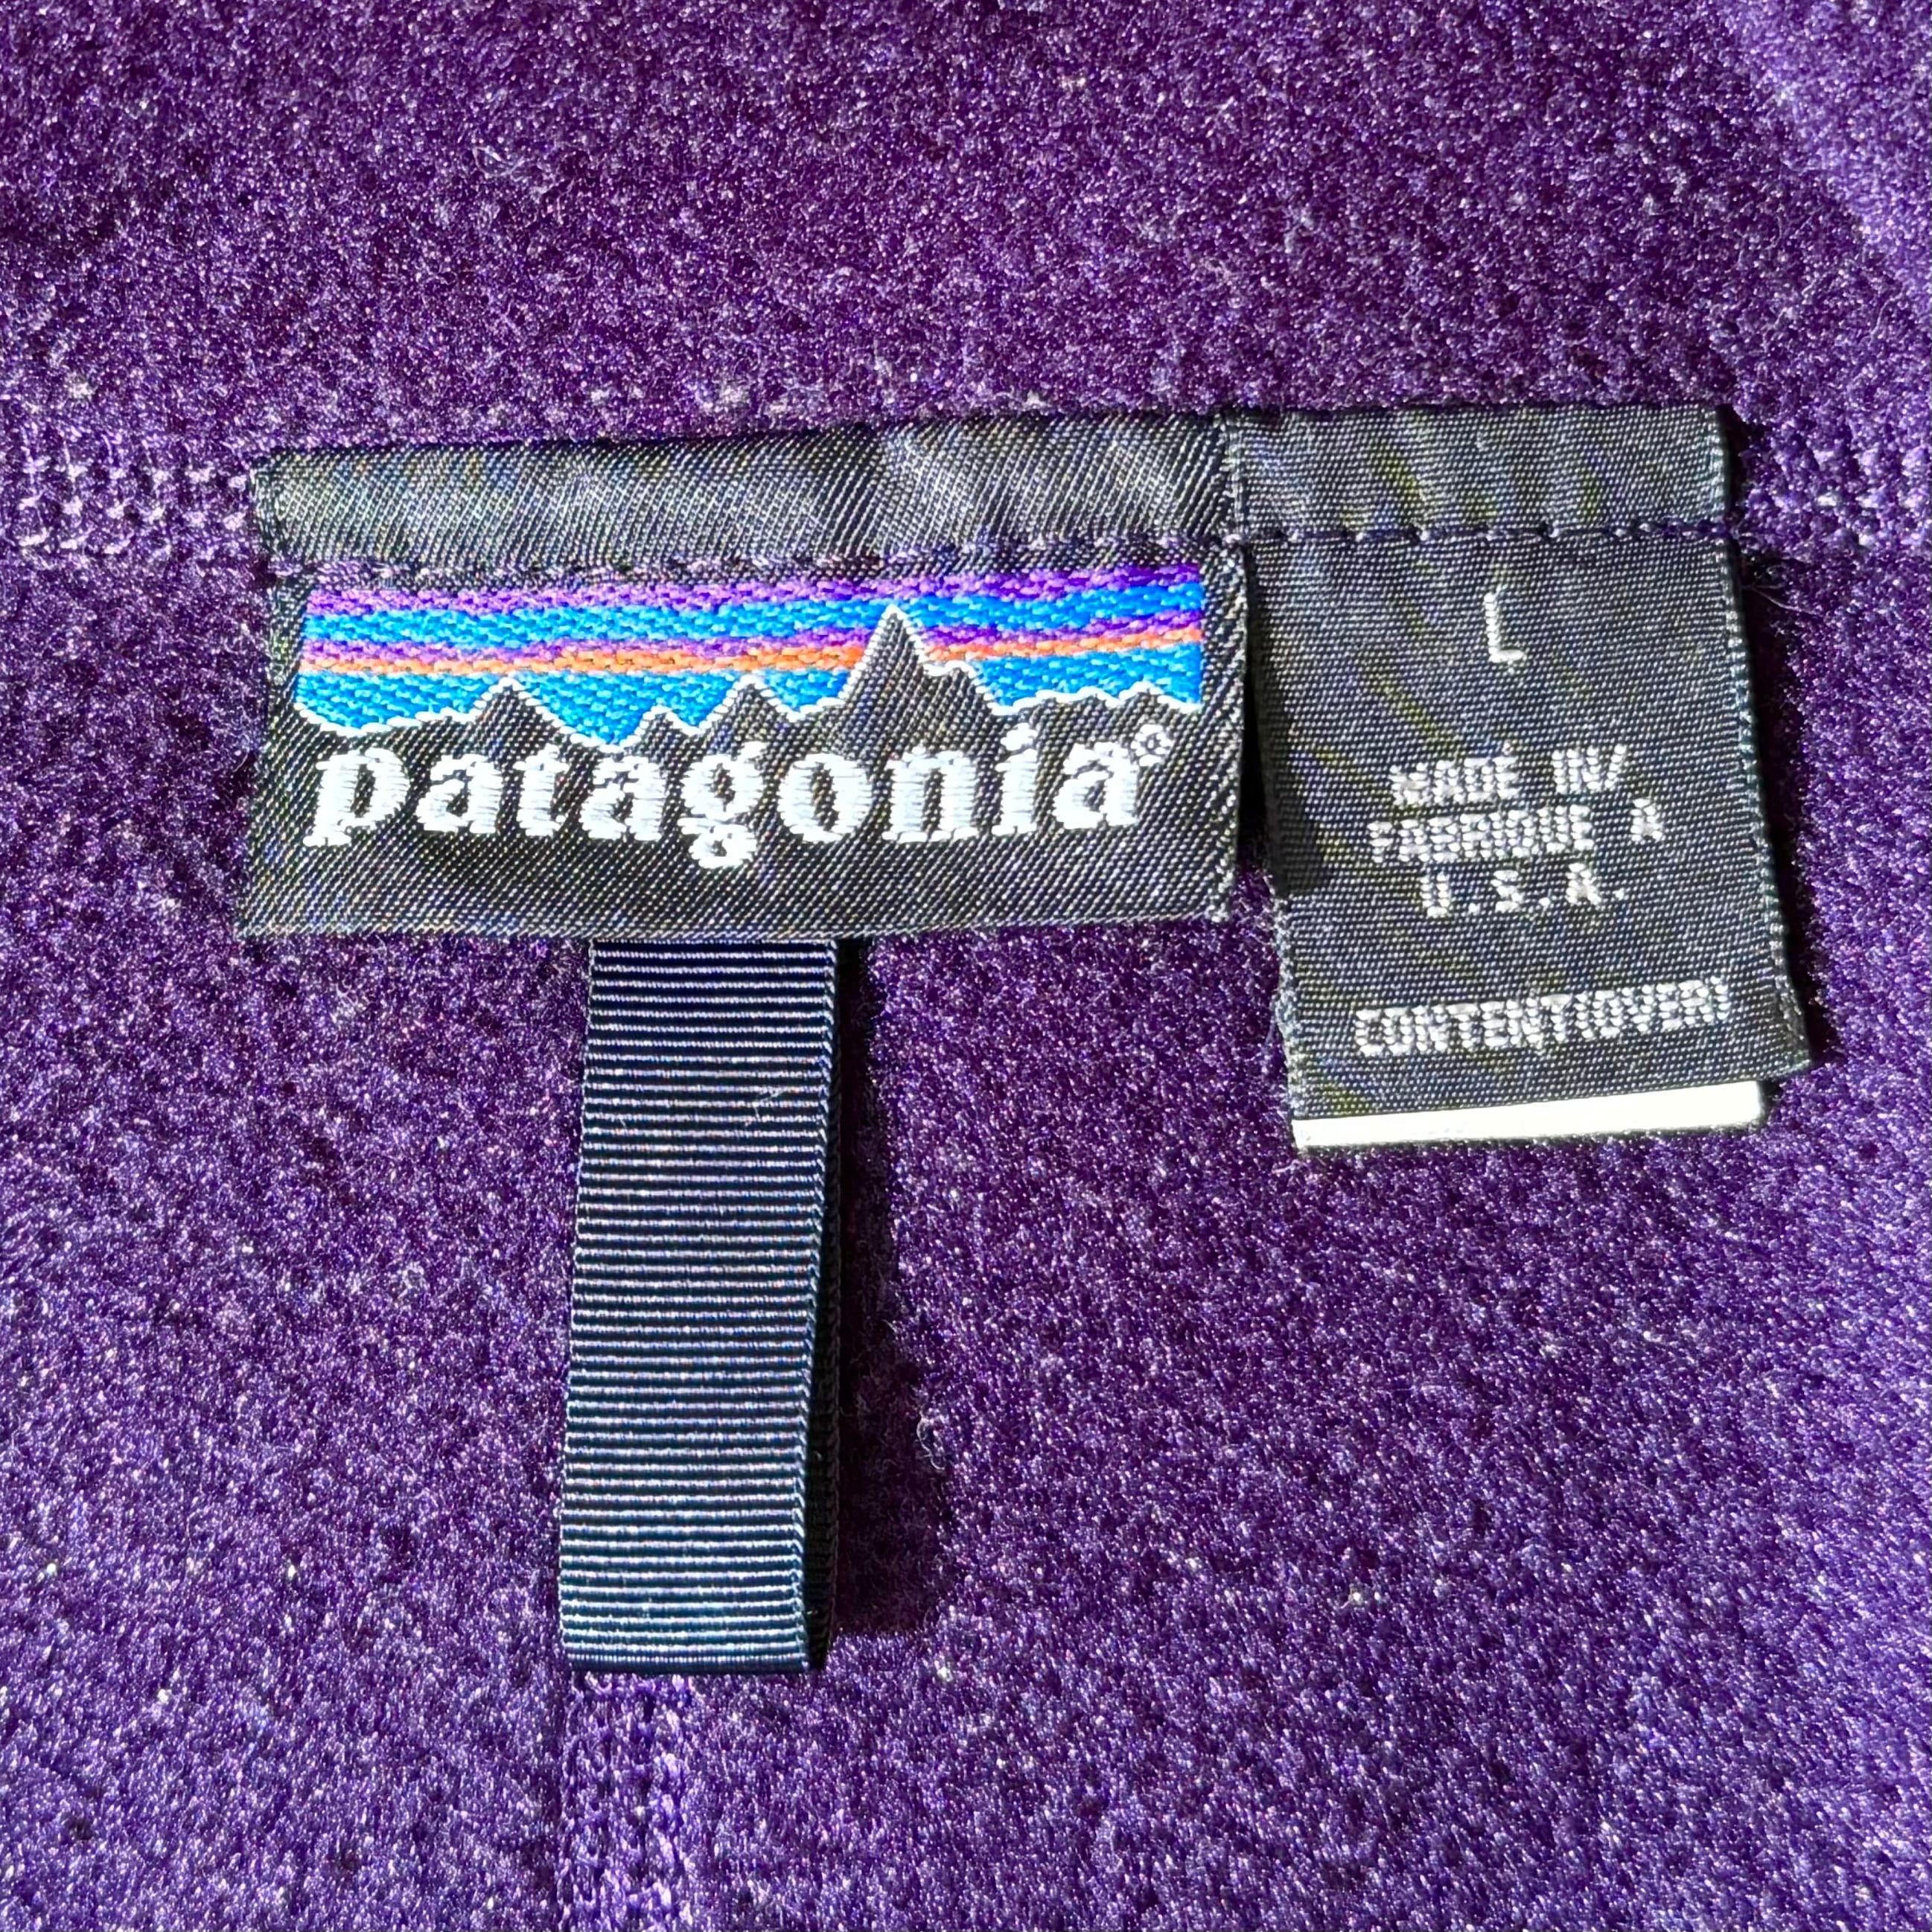 patagonia®
L
MADE IN/
FABRIQUE A
U.S.A.
CONTENT(OVER)